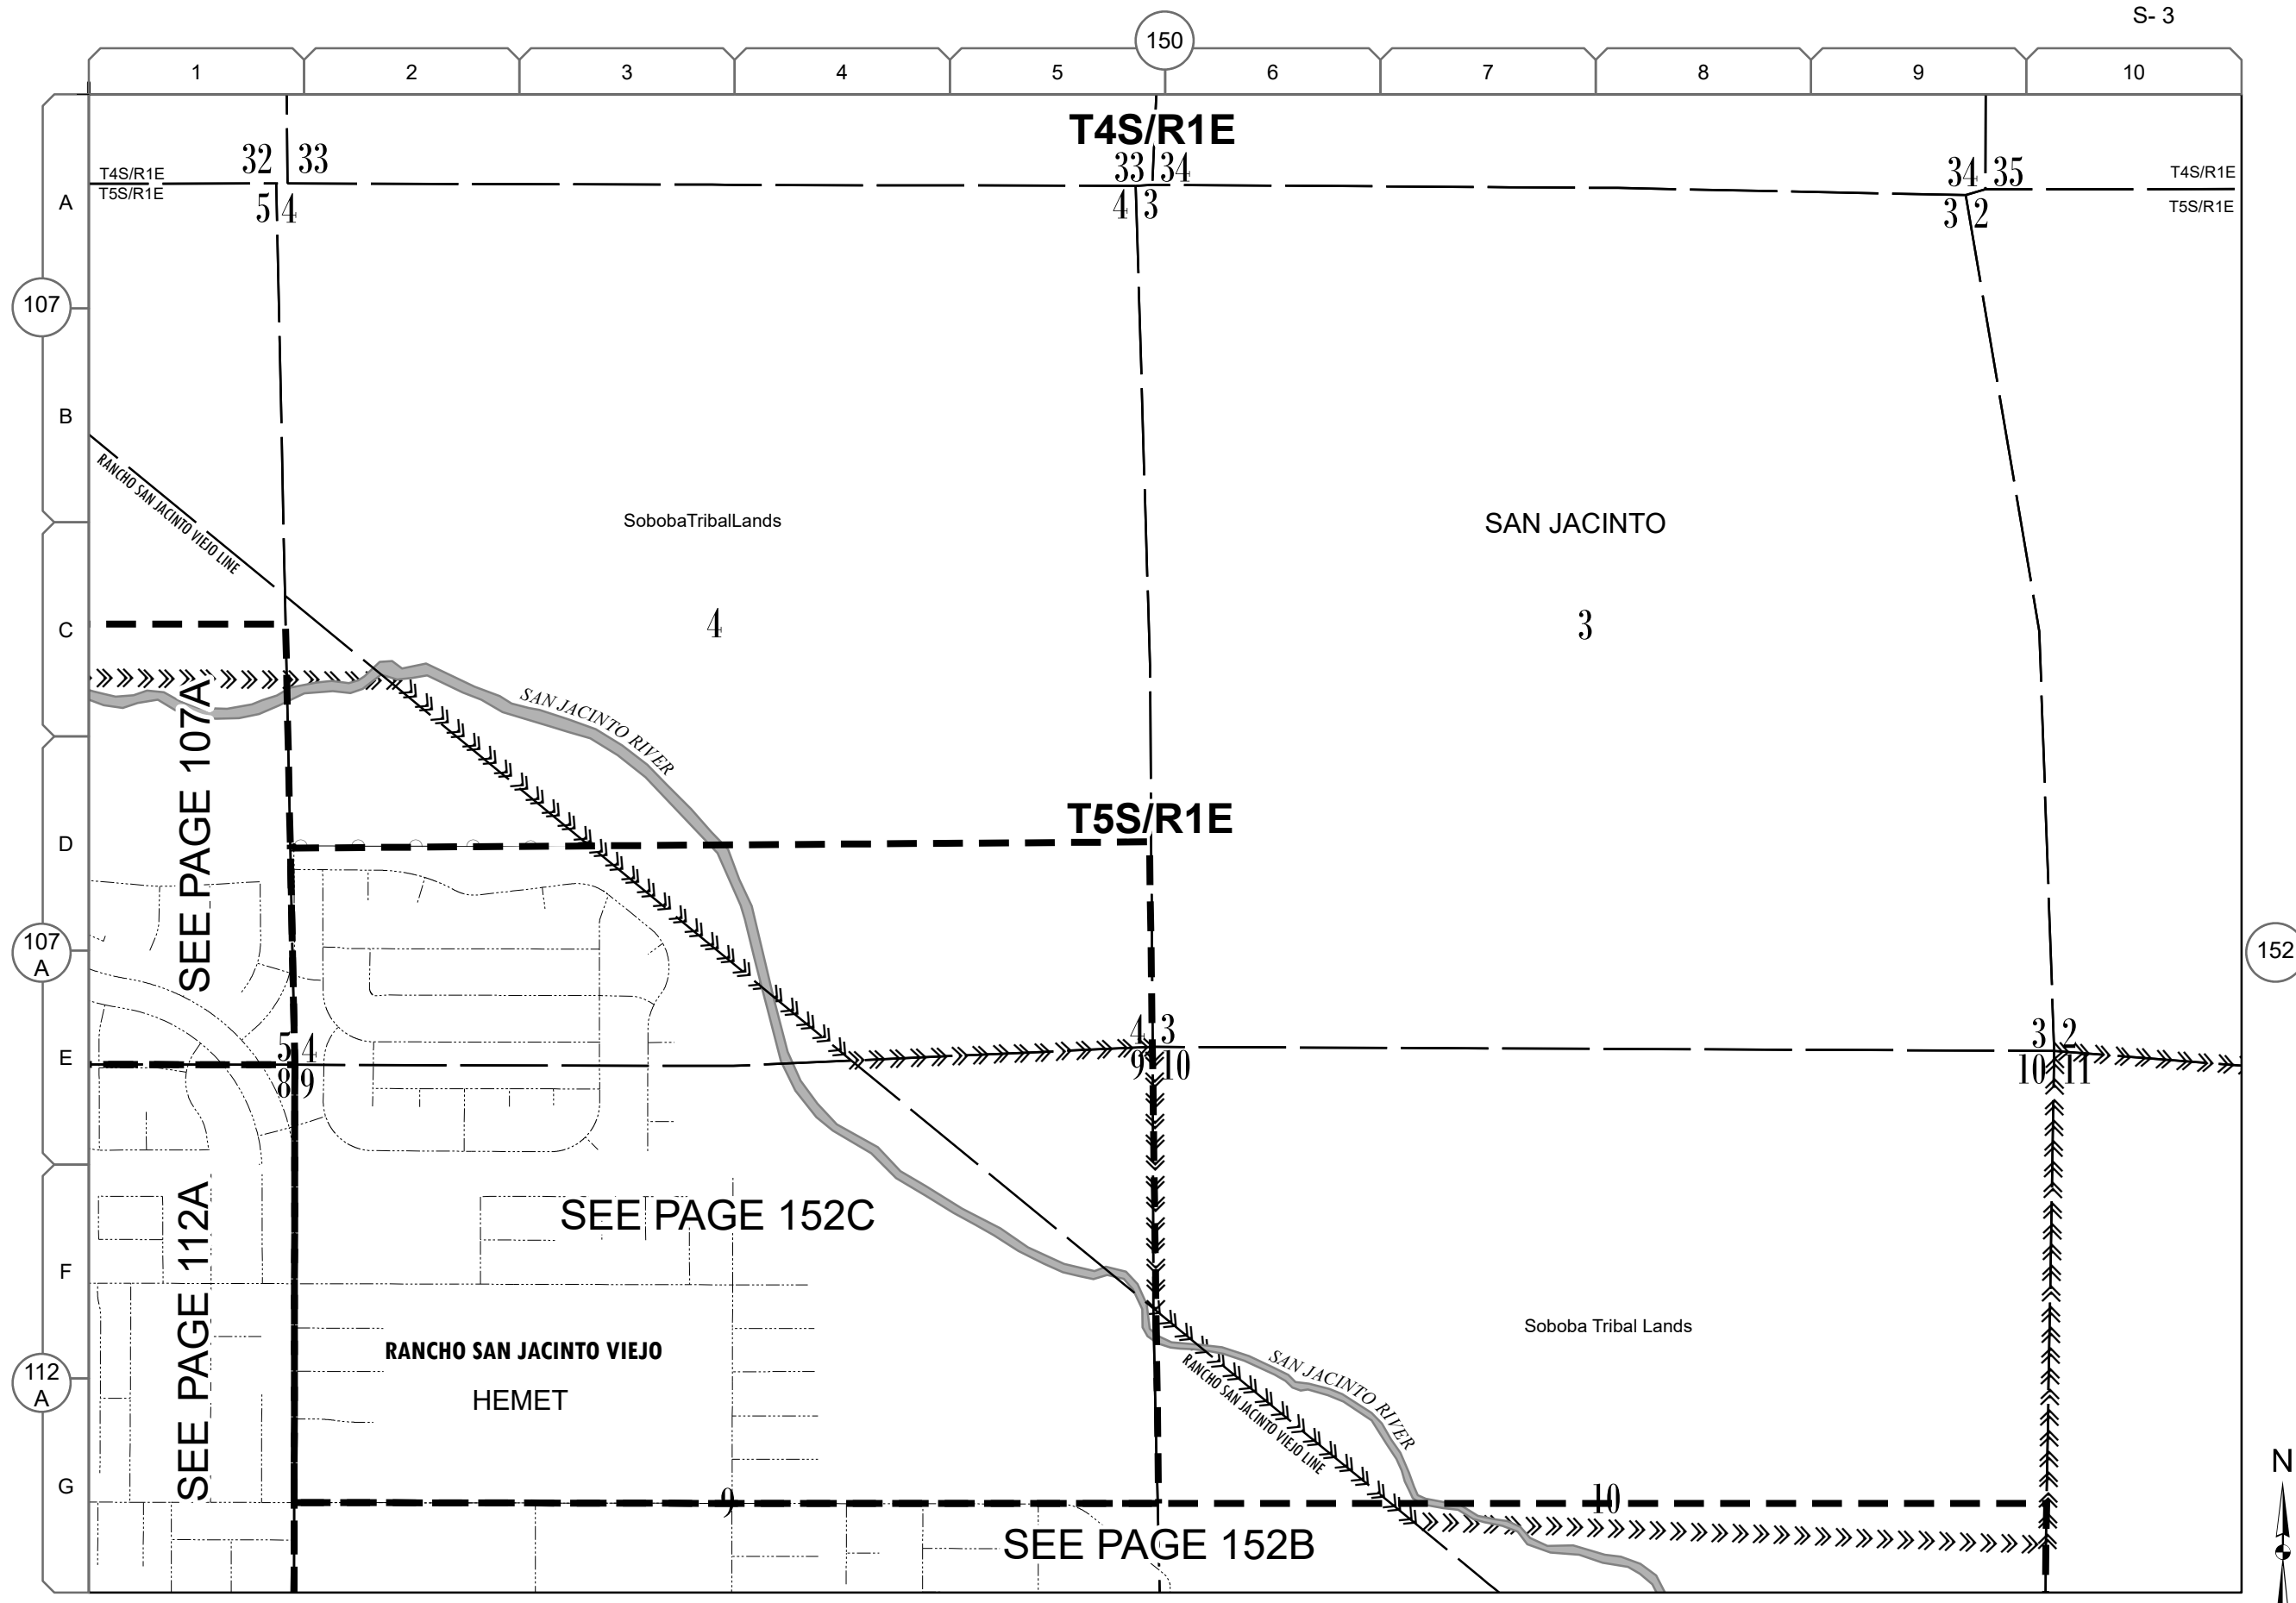 S- 3
150
1 2 3 4 5 6 7 8 9 10
T4S/R1E
32 33
33 34
34 35
T4S/R1E
T4S/R1E
T5S/R1E
T5S/R1E
A
5 4
4 3
3 2
107
B
RANCHO SAN JACINTO VIEJO LINE
SobobaTribalLands
SAN JACINTO
C
4
3
SEE PAGE 107A
SAN JACINTO RIVER
T5S/R1E
D
107
A
152
5 4
4 3
3 2
E
8 9
9 10
10 11
SEE PAGE 112A
SEE PAGE 152C
F
Soboba Tribal Lands
RANCHO SAN JACINTO VIEJO
SAN JACINTO RIVER
RANCHO SAN JACINTO VIEJO LINE
112
A
HEMET
G
N
9
10
SEE PAGE 152B